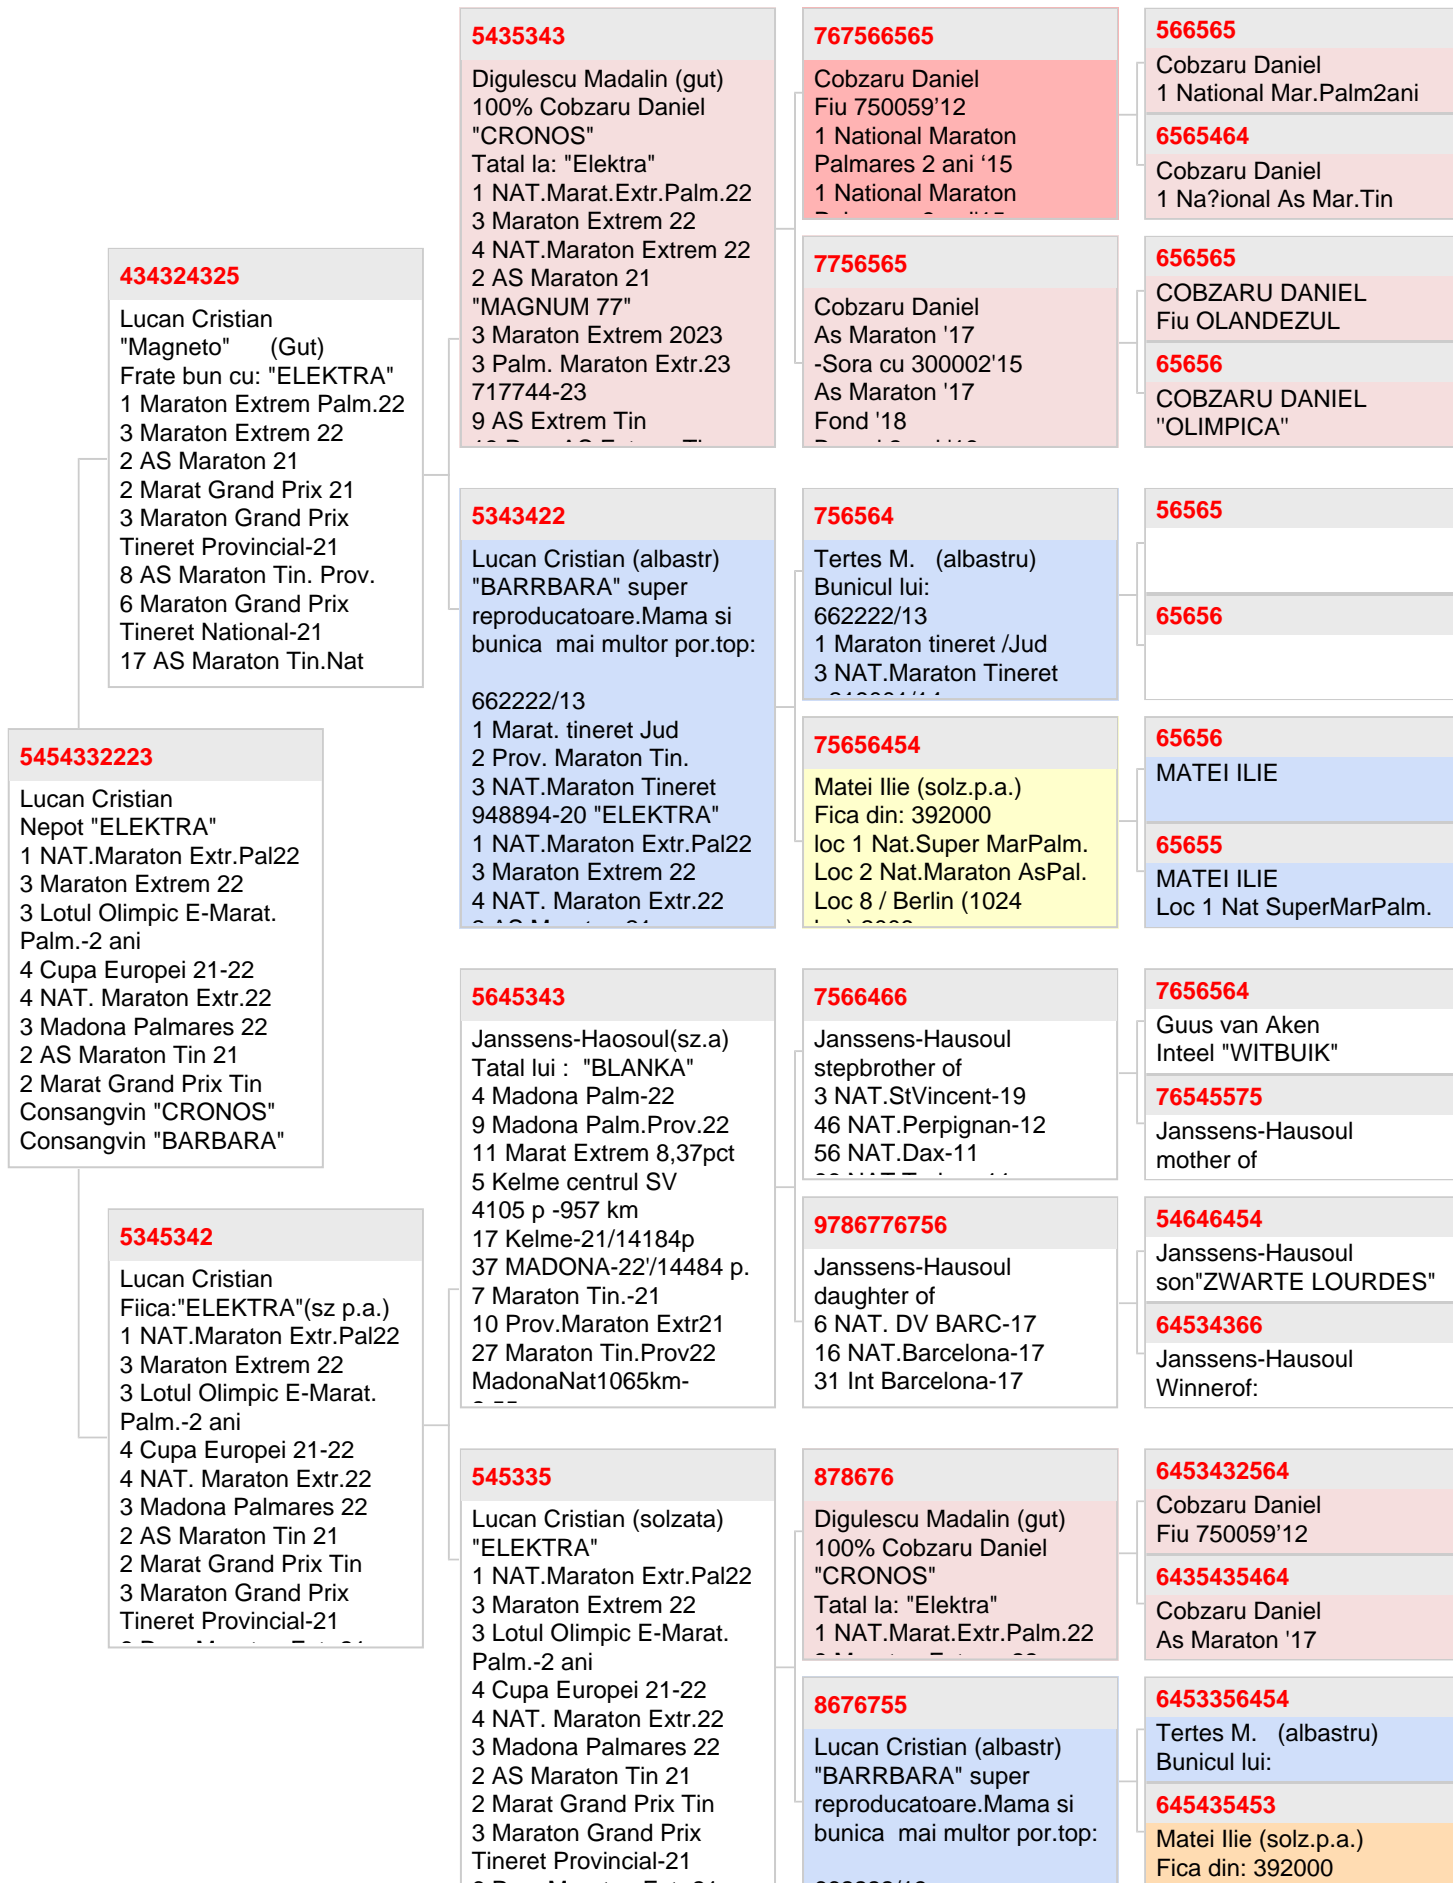 5454332223
Lucan Cristian
Nepot "ELEKTRA"
1 NAT.Maraton Extr.Pal22
3 Maraton Extrem 22
3 Lotul Olimpic E-Marat.
Palm.-2 ani
4 Cupa Europei 21-22
4 NAT. Maraton Extr.22
3 Madona Palmares 22
2 AS Maraton Tin 21
2 Marat Grand Prix Tin
Consangvin "CRONOS"
Consangvin "BARBARA"
434324325
Lucan Cristian
"Magneto" (Gut)
Frate bun cu: "ELEKTRA"
1 Maraton Extrem Palm.22
3 Maraton Extrem 22
2 AS Maraton 21
2 Marat Grand Prix 21
3 Maraton Grand Prix
Tineret Provincial-21
8 AS Maraton Tin. Prov.
6 Maraton Grand Prix
Tineret National-21
17 AS Maraton Tin.Nat
5345342
Lucan Cristian
Fiica:"ELEKTRA"(sz p.a.)
1 NAT.Maraton Extr.Pal22
3 Maraton Extrem 22
3 Lotul Olimpic E-Marat.
Palm.-2 ani
4 Cupa Europei 21-22
4 NAT. Maraton Extr.22
3 Madona Palmares 22
2 AS Maraton Tin 21
2 Marat Grand Prix Tin
3 Maraton Grand Prix
Tineret Provincial-21
5435343
Digulescu Madalin (gut)
100% Cobzaru Daniel
"CRONOS"
Tatal la: "Elektra"
1 NAT.Marat.Extr.Palm.22
3 Maraton Extrem 22
4 NAT.Maraton Extrem 22
2 AS Maraton 21
"MAGNUM 77"
3 Maraton Extrem 2023
3 Palm. Maraton Extr.23
717744-23
9 AS Extrem Tin
5343422
Lucan Cristian (albastr)
"BARRBARA" super
reproducatoare.Mama si
bunica mai multor por.top:
662222/13
1 Marat. tineret Jud
2 Prov. Maraton Tin.
3 NAT.Maraton Tineret
948894-20 "ELEKTRA"
1 NAT.Maraton Extr.Pal22
3 Maraton Extrem 22
4 NAT. Maraton Extr.22
5645343
Janssens-Haosoul(sz.a)
Tatal lui : "BLANKA"
4 Madona Palm-22
9 Madona Palm.Prov.22
11 Marat Extrem 8,37pct
5 Kelme centrul SV
4105 p -957 km
17 Kelme-21/14184p
37 MADONA-22'/14484 p.
7 Maraton Tin.-21
10 Prov.Maraton Extr21
27 Maraton Tin.Prov22
MadonaNat1065km-
545335
Lucan Cristian (solzata)
"ELEKTRA"
1 NAT.Maraton Extr.Pal22
3 Maraton Extrem 22
3 Lotul Olimpic E-Marat.
Palm.-2 ani
4 Cupa Europei 21-22
4 NAT. Maraton Extr.22
3 Madona Palmares 22
2 AS Maraton Tin 21
2 Marat Grand Prix Tin
3 Maraton Grand Prix
Tineret Provincial-21
767566565
Cobzaru Daniel
Fiu 750059’12
1 National Maraton
Palmares 2 ani ‘15
1 National Maraton
7756565
Cobzaru Daniel
As Maraton '17
-Sora cu 300002'15
As Maraton '17
Fond '18
756564
Tertes M. (albastru)
Bunicul lui:
662222/13
1 Maraton tineret /Jud
3 NAT.Maraton Tineret
75656454
Matei Ilie (solz.p.a.)
Fica din: 392000
loc 1 Nat.Super MarPalm.
Loc 2 Nat.Maraton AsPal.
Loc 8 / Berlin (1024
7566466
Janssens-Hausoul
stepbrother of
3 NAT.StVincent-19
46 NAT.Perpignan-12
56 NAT.Dax-11
9786776756
Janssens-Hausoul
daughter of
6 NAT. DV BARC-17
16 NAT.Barcelona-17
31 Int Barcelona-17
878676
Digulescu Madalin (gut)
100% Cobzaru Daniel
"CRONOS"
Tatal la: "Elektra"
1 NAT.Marat.Extr.Palm.22
8676755
Lucan Cristian (albastr)
"BARRBARA" super
reproducatoare.Mama si
bunica mai multor por.top:
566565
Cobzaru Daniel
1 National Mar.Palm2ani
6565464
Cobzaru Daniel
1 Na?ional As Mar.Tin
656565
COBZARU DANIEL
Fiu OLANDEZUL
65656
COBZARU DANIEL
"OLIMPICA"
56565
65656
65656
MATEI ILIE
65655
MATEI ILIE
Loc 1 Nat SuperMarPalm.
7656564
Guus van Aken
Inteel "WITBUIK"
76545575
Janssens-Hausoul
mother of
54646454
Janssens-Hausoul
son"ZWARTE LOURDES"
64534366
Janssens-Hausoul
Winnerof:
6453432564
Cobzaru Daniel
Fiu 750059’12
6435435464
Cobzaru Daniel
As Maraton '17
6453356454
Tertes M. (albastru)
Bunicul lui:
645435453
Matei Ilie (solz.p.a.)
Fica din: 392000